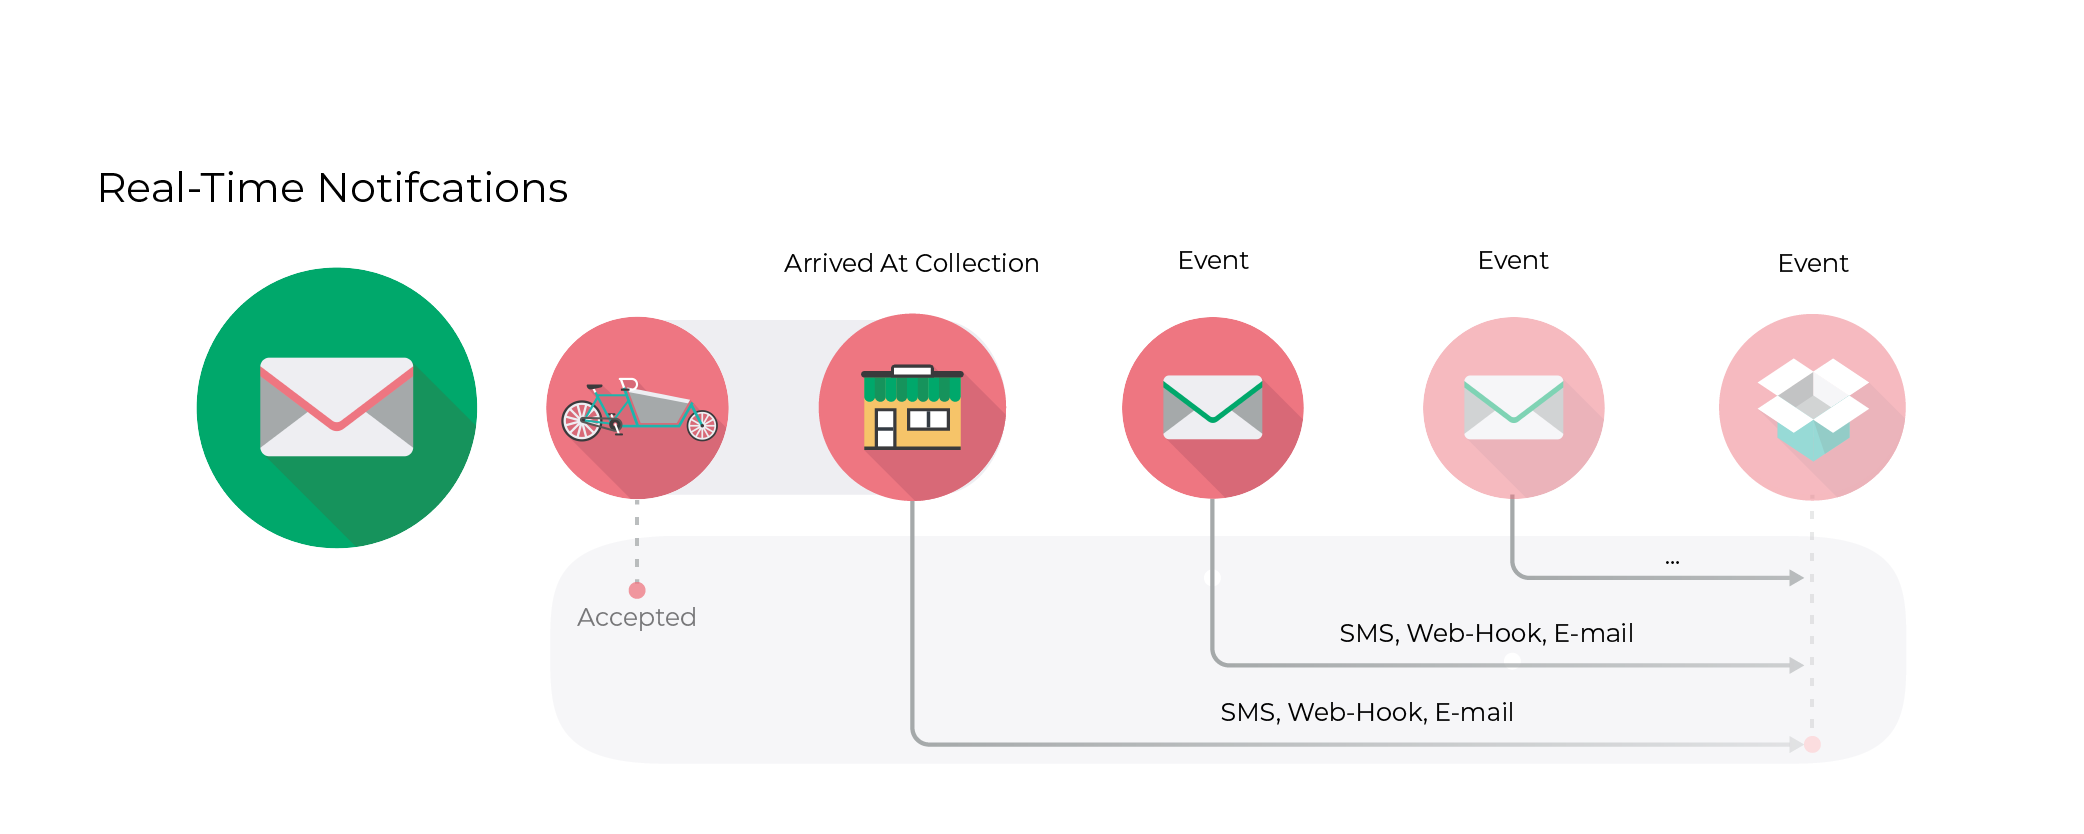 Real-Time Notifcations
Arrived At Collection
Event
Event
Event
...
Accepted
SMS, Web-Hook, E-mail
SMS, Web-Hook, E-mail